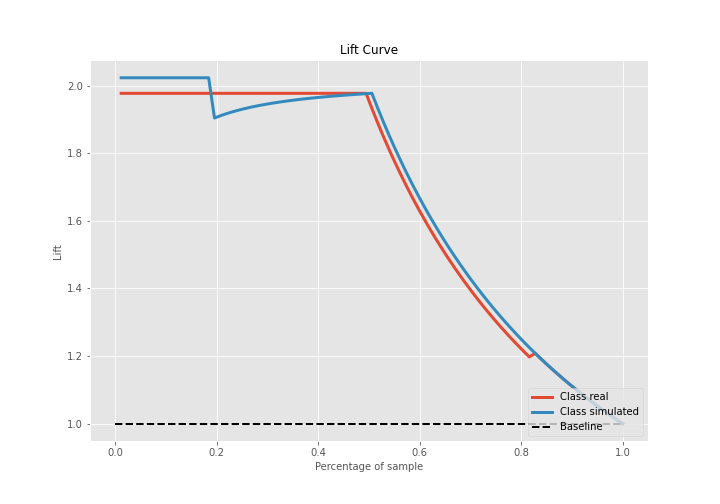 Lift Curve
2.0
1.8
1.6
1.4
1.2
1.0
Lift
0.0 0.2 0.4 0.6 0.8 1.0
Percentage of sample
Class real
Class simulated
Baseline